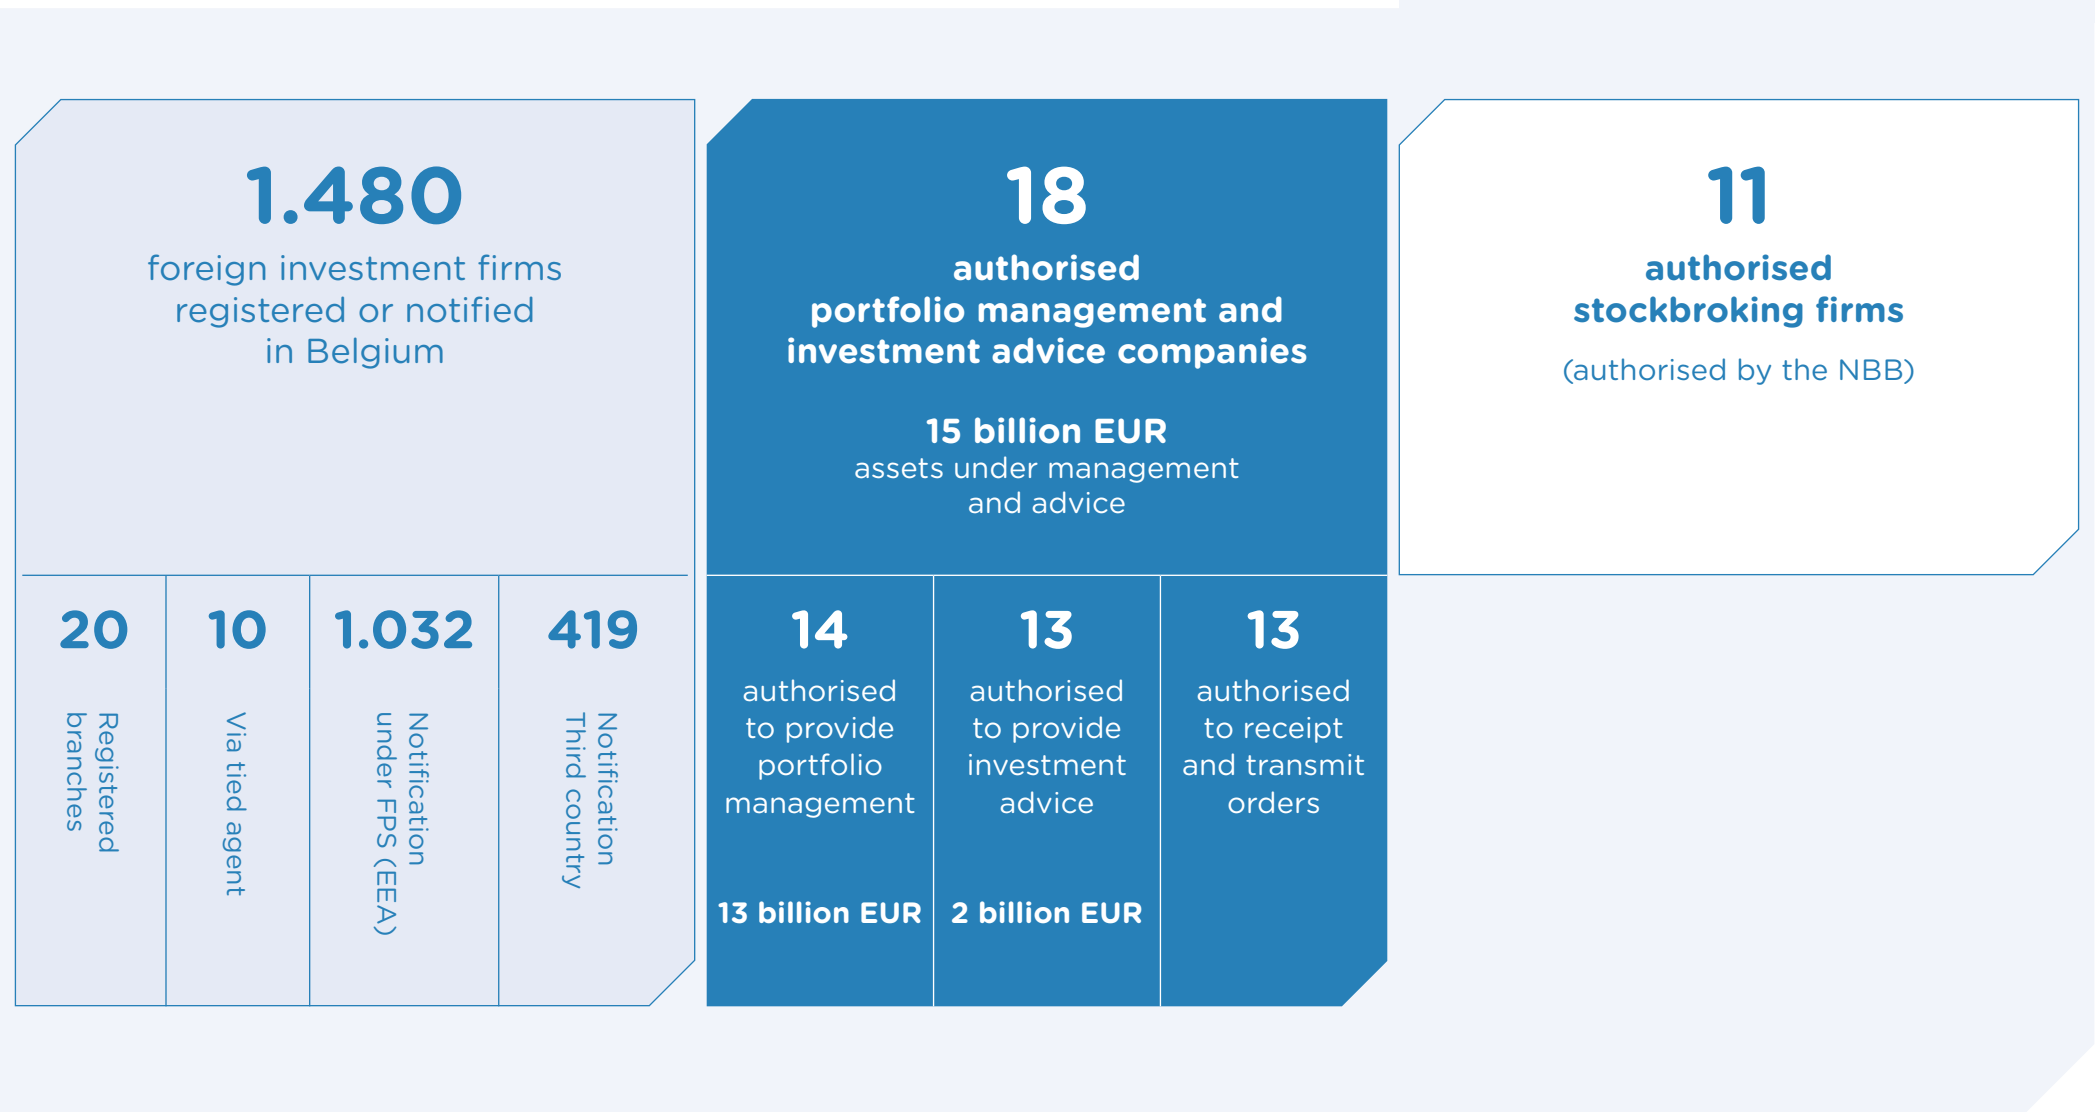 1.480
foreign investment firms
registered or notified
in Belgium
20
Registered
branches
10
Via tied agent
1.032
Notification
under FPS (EEA)
419
Notification
Third country
18
authorised
portfolio management and
investment advice companies
15 billion EUR
assets under management
and advice
14
authorised
to provide
portfolio
management
13 billion EUR
13
authorised
to provide
investment
advice
2 billion EUR
13
authorised
to receipt
and transmit
orders
11
authorised
stockbroking firms
(authorised by the NBB)